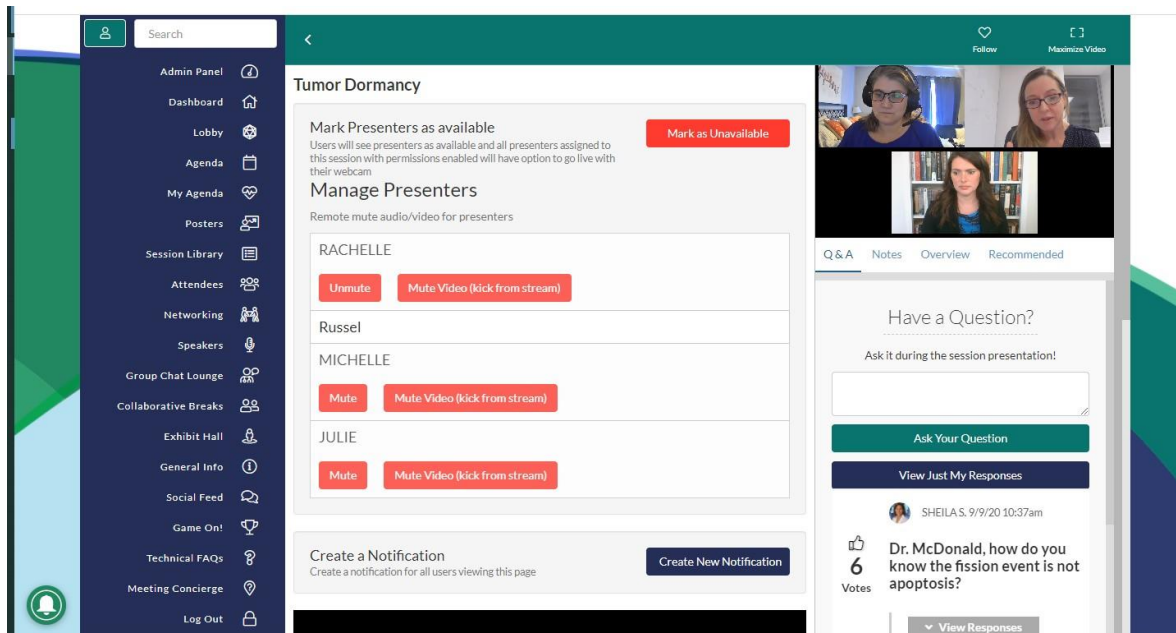 Search
Follow
Maximize Video
Admin Panel
Dashboard
Lobby
Agenda
My Agenda
Posters
Session Library
Attendees
Networking
Speakers
Group Chat Lounge
Collaborative Breaks
Exhibit Hall
General Info
Social Feed
Game On!
Technical FAQs
Meeting Concierge
Log Out
Tumor Dormancy
Mark Presenters as available
Users will see presenters as available and all presenters assigned to
this session with permissions enabled will have option to go live with
their webcam
Mark as Unavailable
Manage Presenters
Remote mute audio/video for presenters
RACHELLE
Unmute
Mute Video (kick from stream)
Russel
MICHELLE
Mute
Mute Video (kick from stream)
JULIE
Mute
Mute Video (kick from stream)
Create a Notification
Create a notification for all users viewing this page
Create New Notification
Q & A
Notes
Overview
Recommended
Have a Question?
Ask it during the session presentation!
Ask Your Question
View Just My Responses
SHEILA S. 9/9/20 10:37am
6
Votes
Dr. McDonald, how do you
know the fission event is not
apoptosis?
View Responses